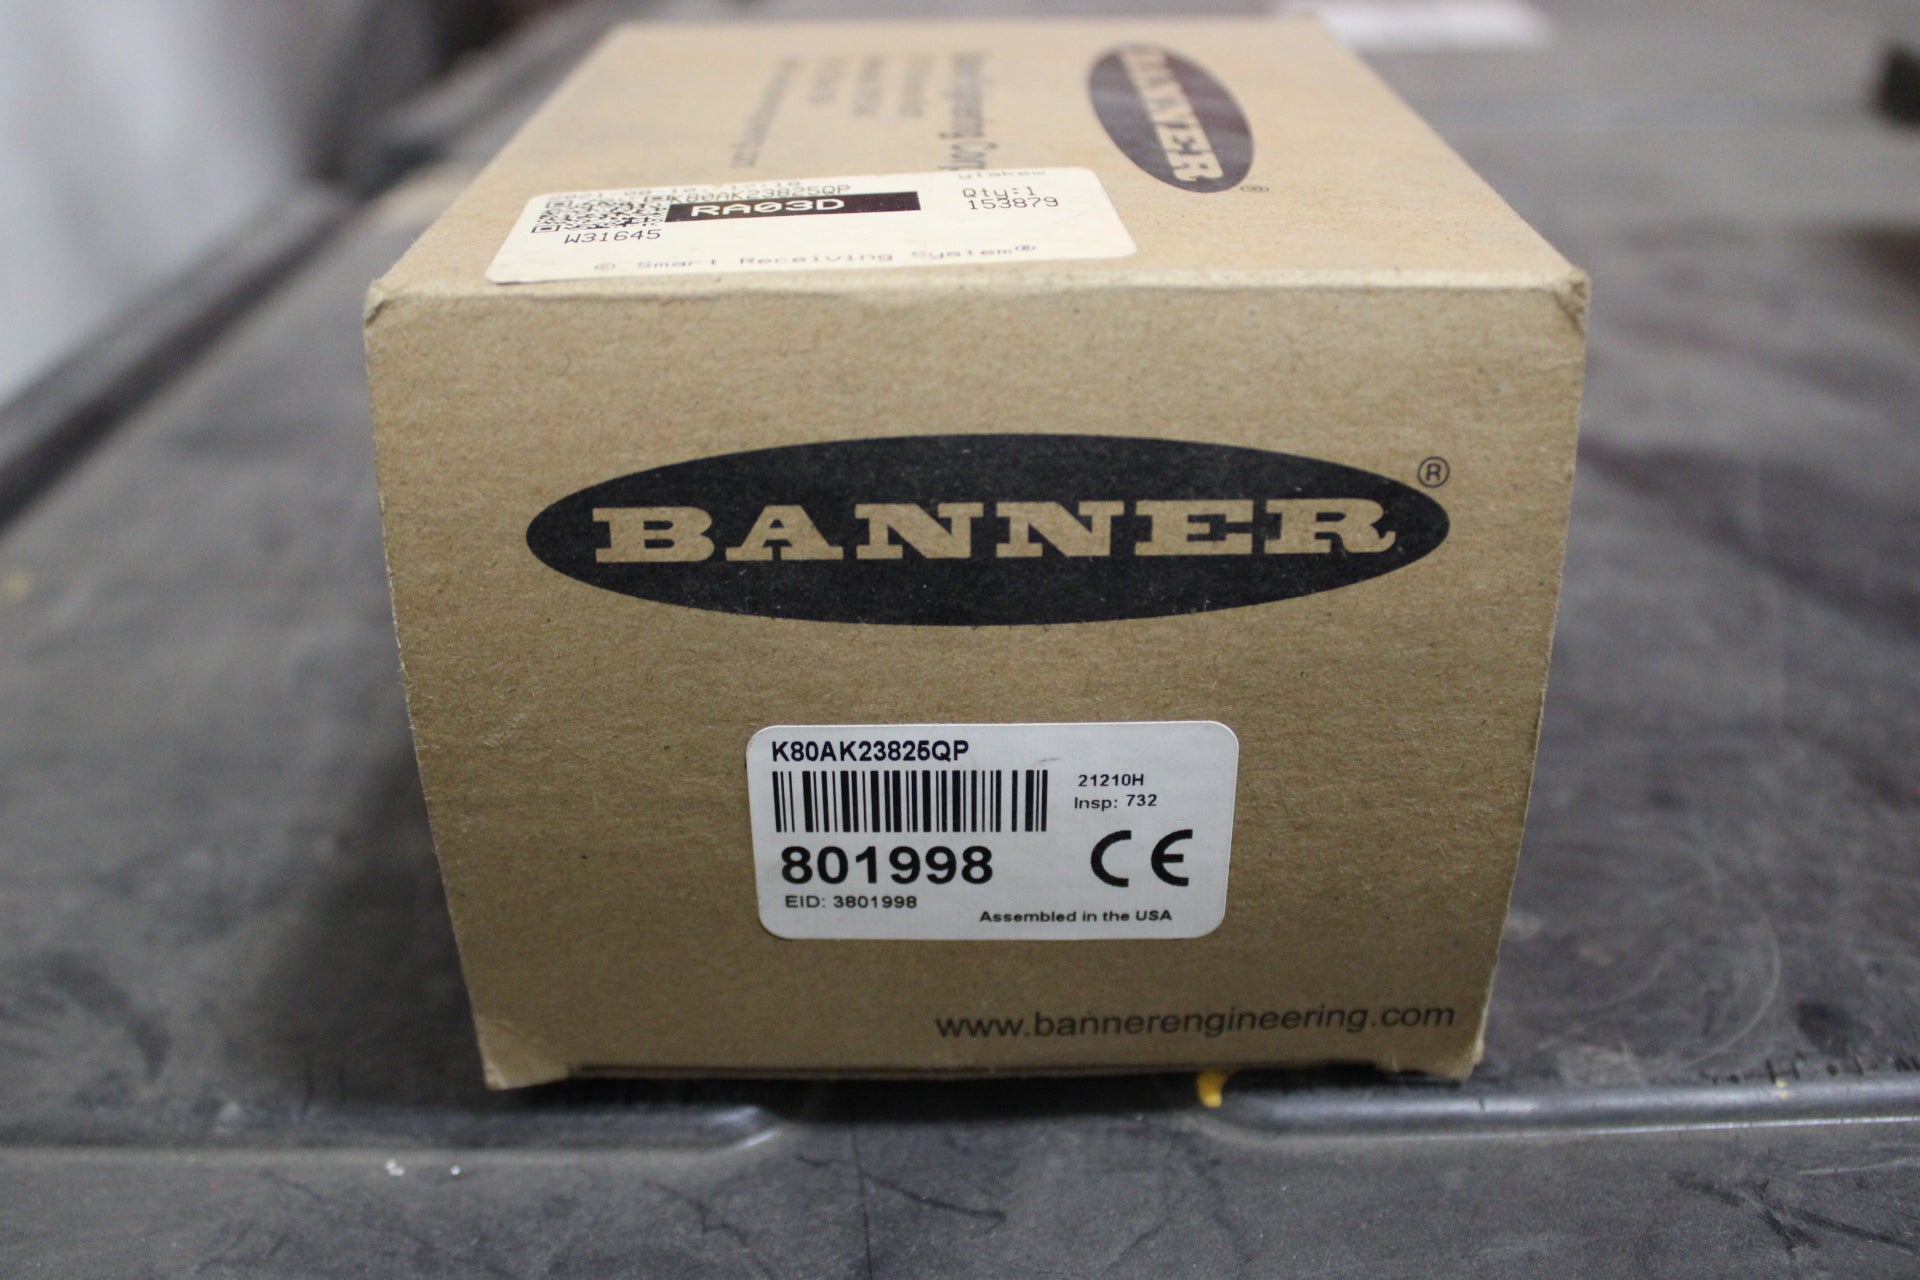 BANNER®
K80AK23825QP
RA03D
W31645
Qty:1
153879
© Smart Receiving System®
BANNER®
K80AK23825QP
21210H
Insp: 732
801998
EID: 3801998
CE
Assembled in the USA
www.bannerengineering.com